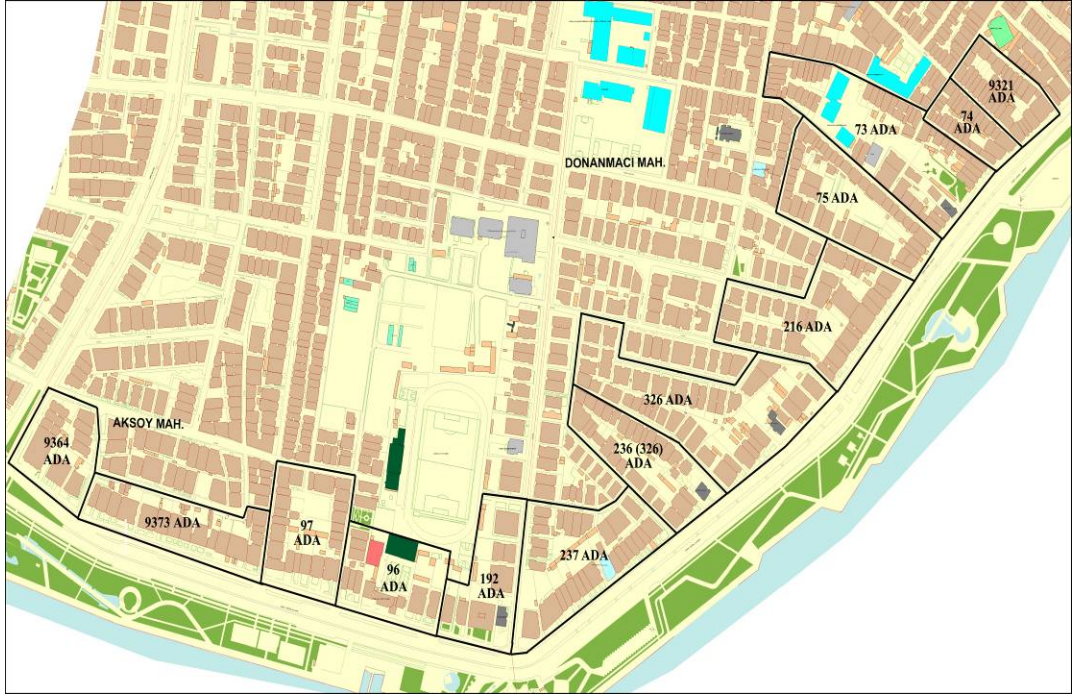 9321
ADA
74
ADA
73 ADA
DONANMACI MAH.
75 ADA
216 ADA
326 ADA
AKSOY MAH.
9364
ADA
236 (326)
ADA
9373 ADA
97
ADA
237 ADA
96
ADA
192
ADA